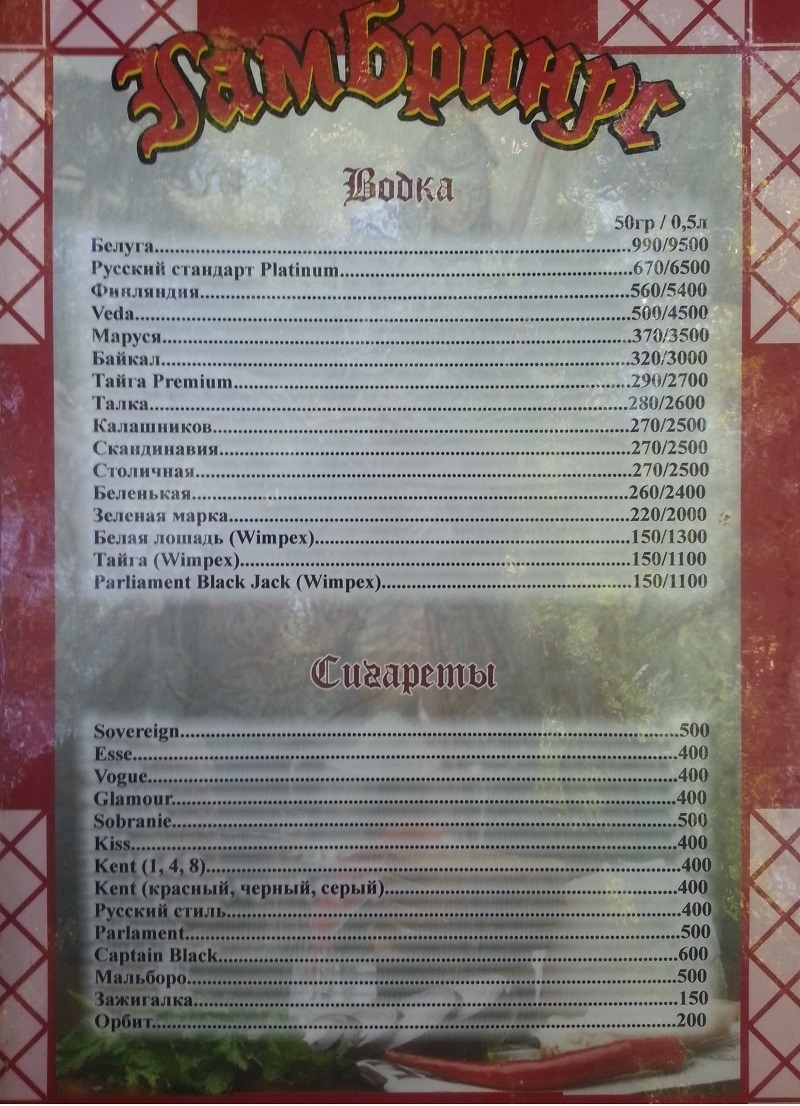 Гамбринус
Водка
50гр / 0,5л
Белуга...990/9500
Русский стандарт Platinum...670/6500
Финляндия...560/5400
Veda...500/4500
Маруся...370/3500
Байкал...320/3000
Тайга Premium...290/2700
Талка...280/2600
Калашников...270/2500
Скандинавия...270/2500
Столичная...270/2500
Беленькая...260/2400
Зеленая марка...220/2000
Белая лошадь (Wimpex)...150/1300
Тайга (Wimpex)...150/1100
Parliament Black Jack (Wimpex)...150/1100
Сигареты
Sovereign...500
Esse...400
Vogue...400
Glamour...400
Sobranie...500
Kiss...400
Kent (1, 4, 8)...400
Kent (красный, черный, серый)...400
Русский стиль...400
Parlament...500
Captain Black...600
Мальборо...500
Зажигалка...150
Орбит...200